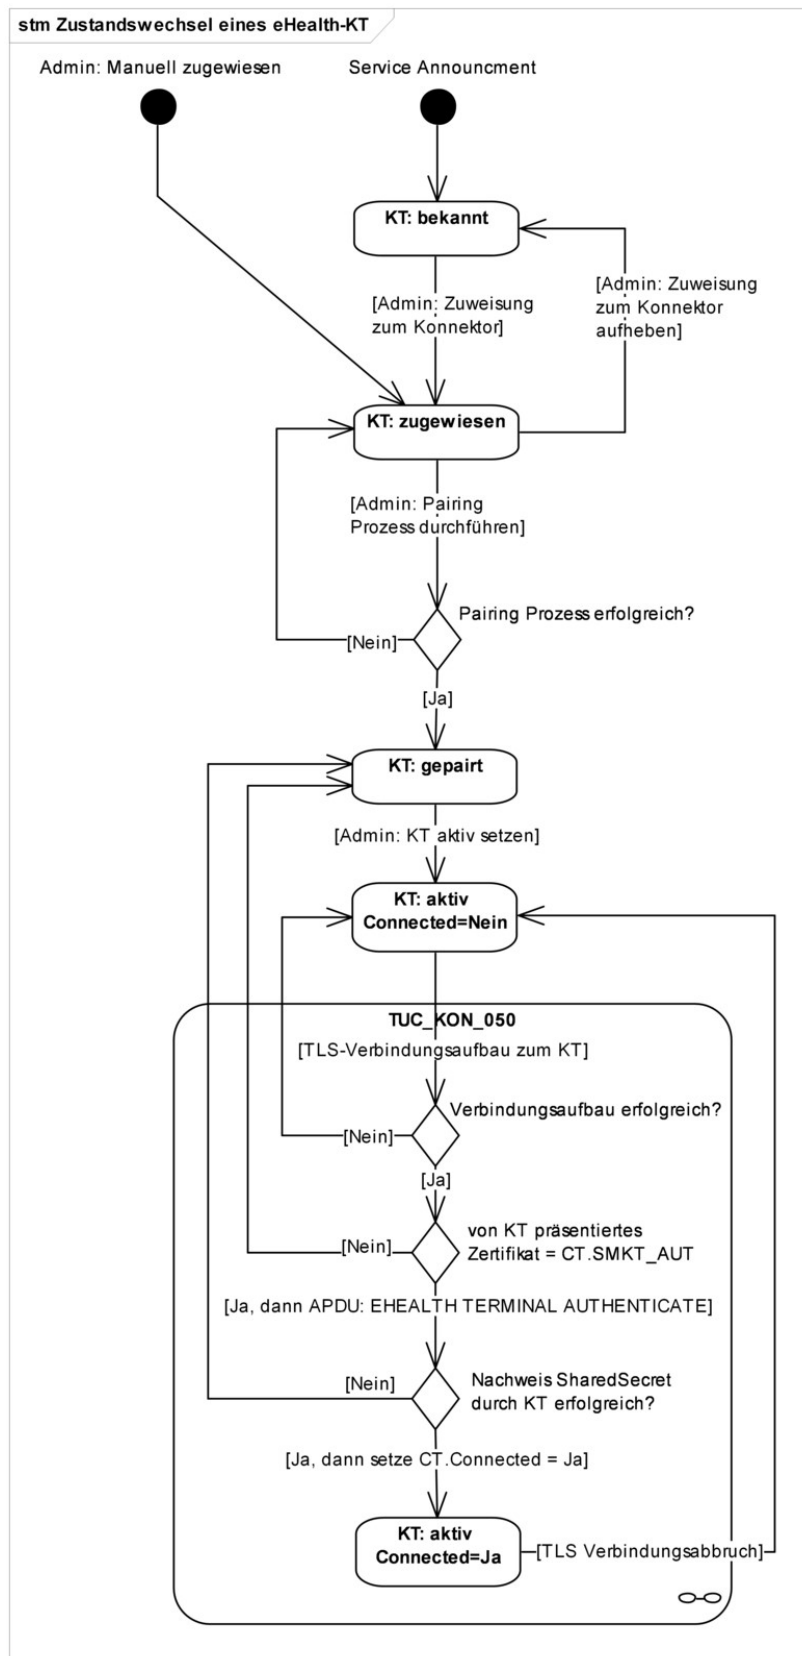 stm Zustandswechsel eines eHealth-KT
Admin: Manuell zugewiesen
Service Announcment
KT: bekannt
[Admin: Zuweisung
zum Konnektor]
[Admin: Zuweisung
zum Konnektor
aufheben]
KT: zugewiesen
[Admin: Pairing
Prozess durchführen]
Pairing Prozess erfolgreich?
[Nein]
[Ja]
KT: gepairt
[Admin: KT aktiv setzen]
KT: aktiv
Connected=Nein
TUC_KON_050
[TLS-Verbindungsaufbau zum KT]
Verbindungsaufbau erfolgreich?
[Nein]
[Ja]
von KT präsentiertes
Zertifikat = CT.SMKT_AUT
[Nein]
[Ja, dann APDU: EHEALTH TERMINAL AUTHENTICATE]
Nachweis SharedSecret
durch KT erfolgreich?
[Nein]
[Ja, dann setze CT.Connected = Ja]
KT: aktiv
Connected=Ja
[TLS Verbindungsabbruch]